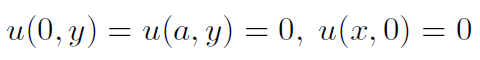 u(0, y) = u(a, y) = 0, u(x, 0) = 0